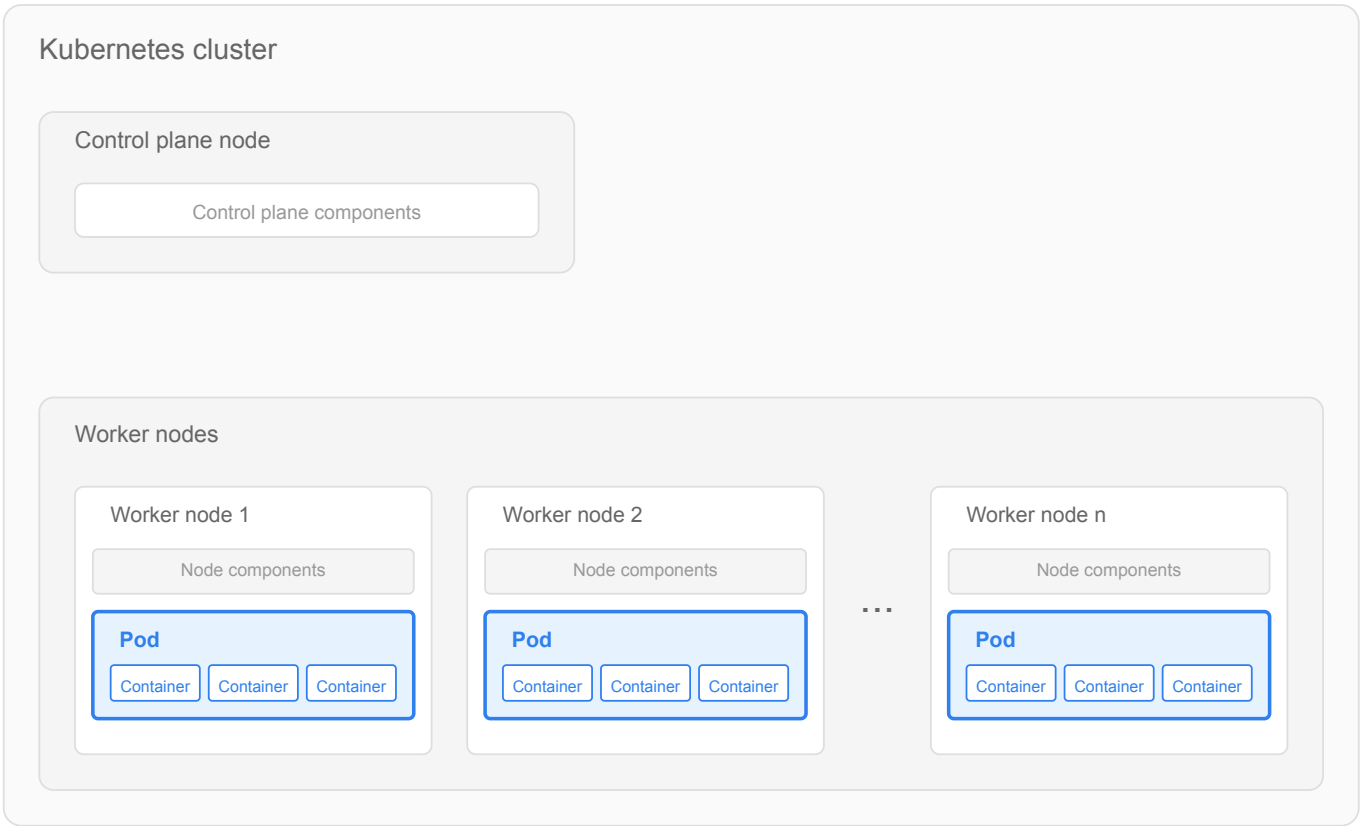 Kubernetes cluster
Control plane node
Control plane components
Worker nodes
Worker node 1
Node components
Pod
Container Container Container
Worker node 2
Node components
Pod
Container Container Container
...
Worker node n
Node components
Pod
Container Container Container